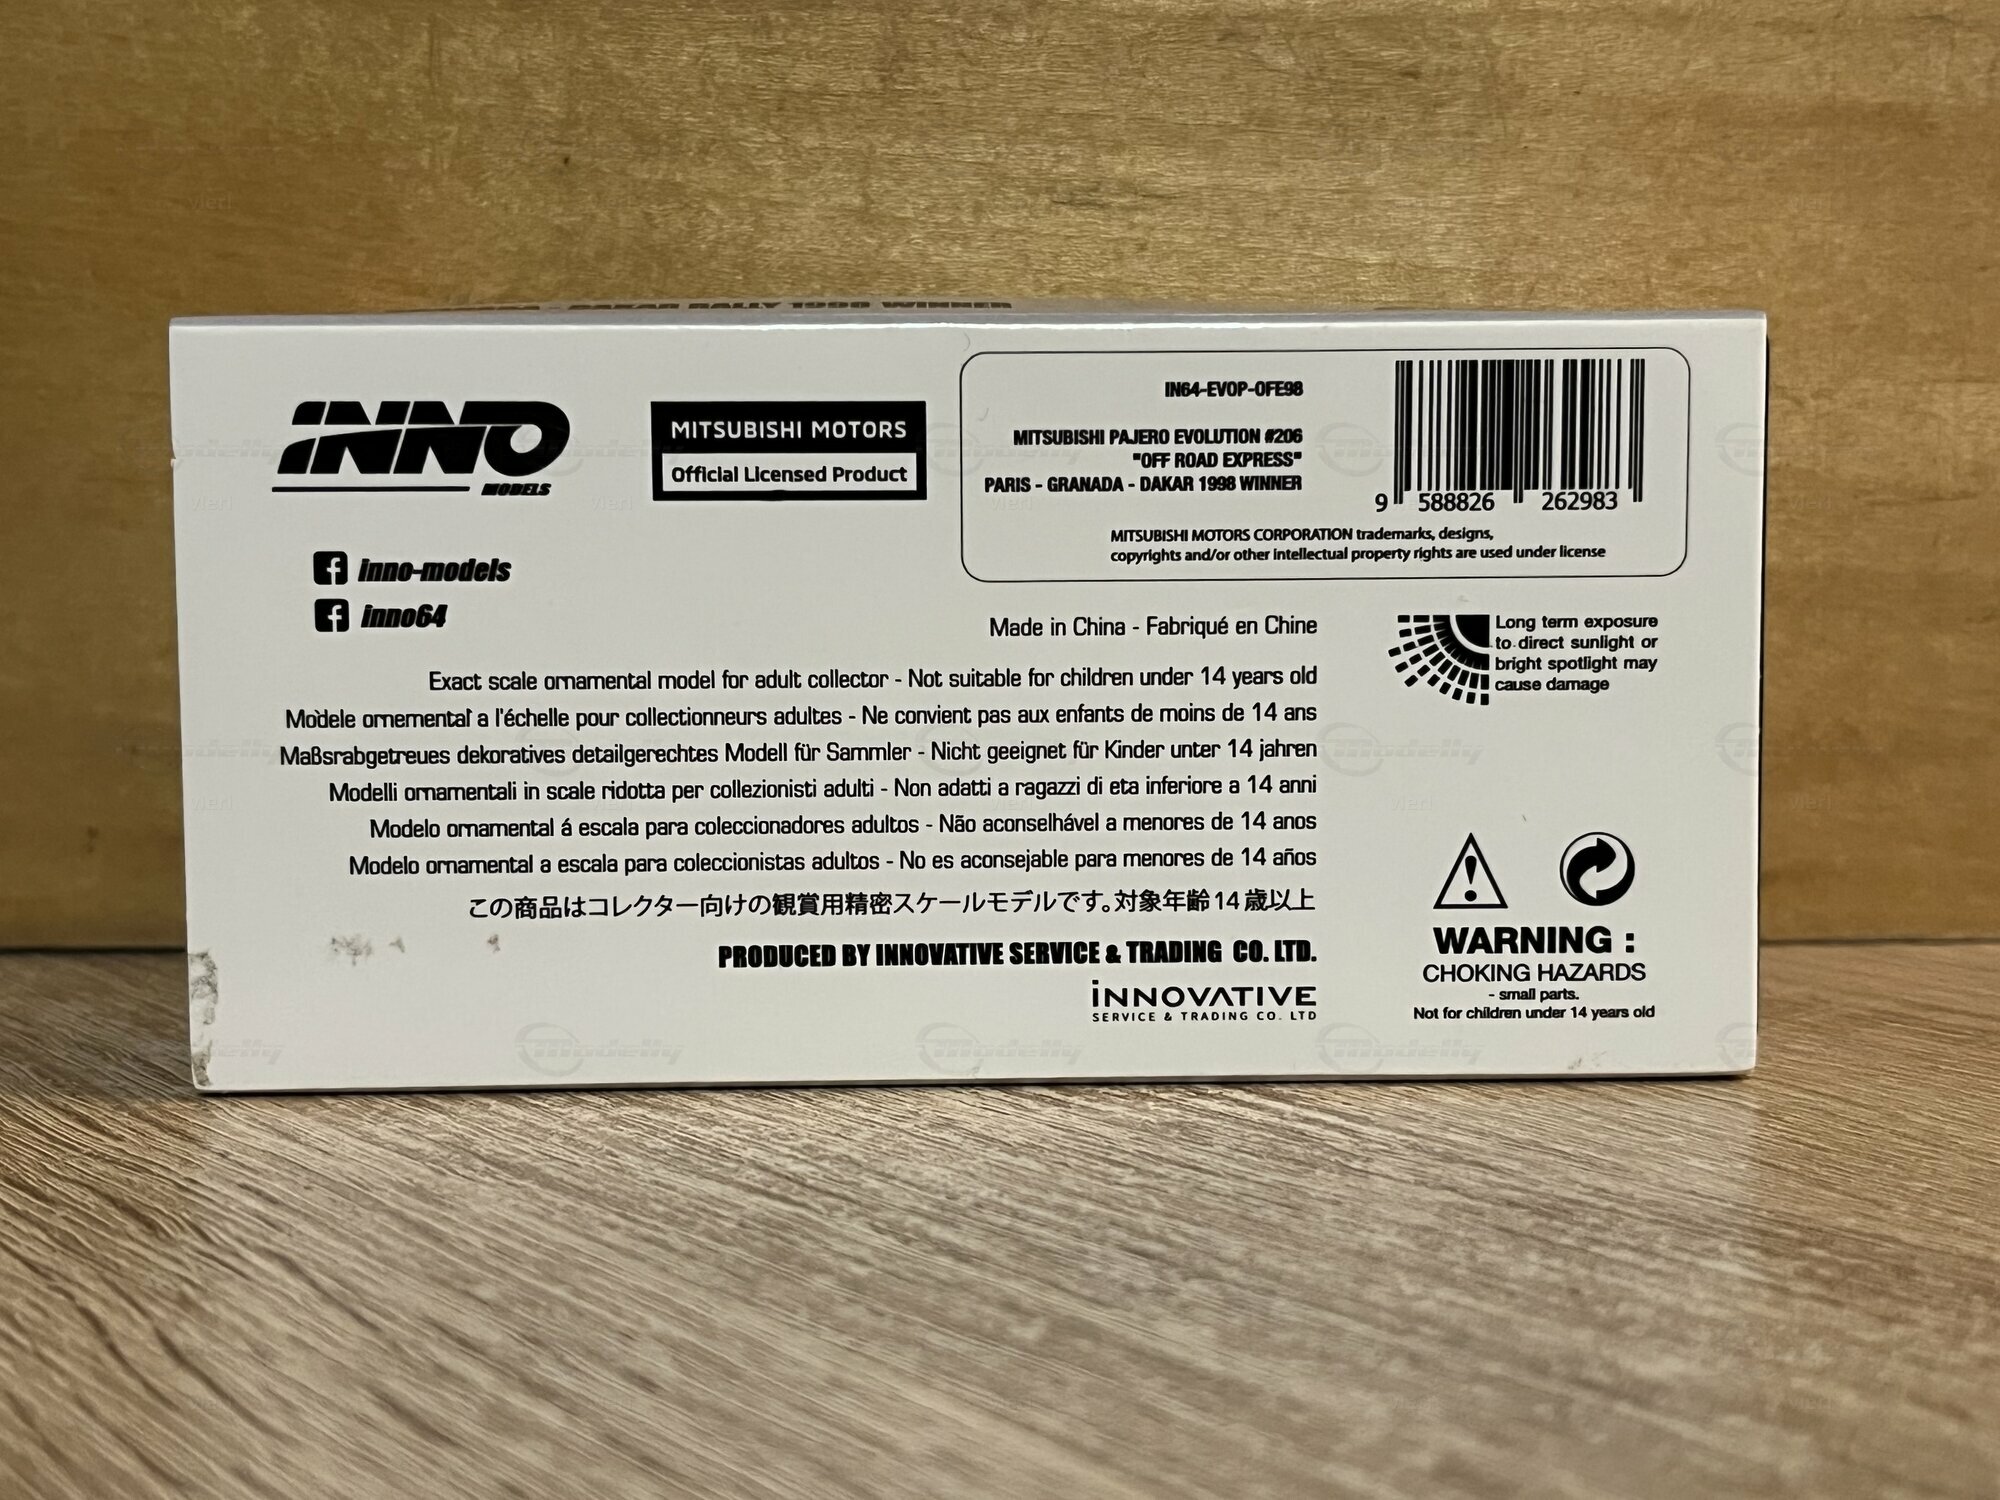 RALLY 1998 WINNER
INNO
MODELS
MITSUBISHI MOTORS
Official Licensed Product
IN64-EVOP-OFE98
MITSUBISHI PAJERO EVOLUTION #206
"OFF ROAD EXPRESS"
PARIS - GRANADA - DAKAR 1998 WINNER
9 588826 262983
MITSUBISHI MOTORS CORPORATION trademarks, designs,
copyrights and/or other intellectual property rights are used under license
inno-models
inno64
Made in China - Fabriqué en Chine
Long term exposure
to direct sunlight or
bright spotlight may
cause damage
Exact scale ornamental model for adult collector - Not suitable for children under 14 years old
Modele ornemental a l'échelle pour collectionneurs adultes - Ne convient pas aux enfants de moins de 14 ans
Maßsrabgetreues dekoratives detailgerechtes Modell für Sammler - Nicht geeignet für Kinder unter 14 jahren
Modelli ornamentali in scale ridotta per collezionisti adulti - Non adatti a ragazzi di eta inferiore a 14 anni
Modelo ornamental á escala para coleccionadores adultos - Não aconselhável a menores de 14 anos
Modelo ornamental a escala para coleccionistas adultos - No es aconsejable para menores de 14 años
この商品はコレクター向けの観賞用精密スケールモデルです。対象年齢14歳以上
PRODUCED BY INNOVATIVE SERVICE & TRADING CO. LTD.
INNOVATIVE
SERVICE & TRADING CO. LTD
WARNING :
CHOKING HAZARDS
- small parts.
Not for children under 14 years old
Modelly
vieri